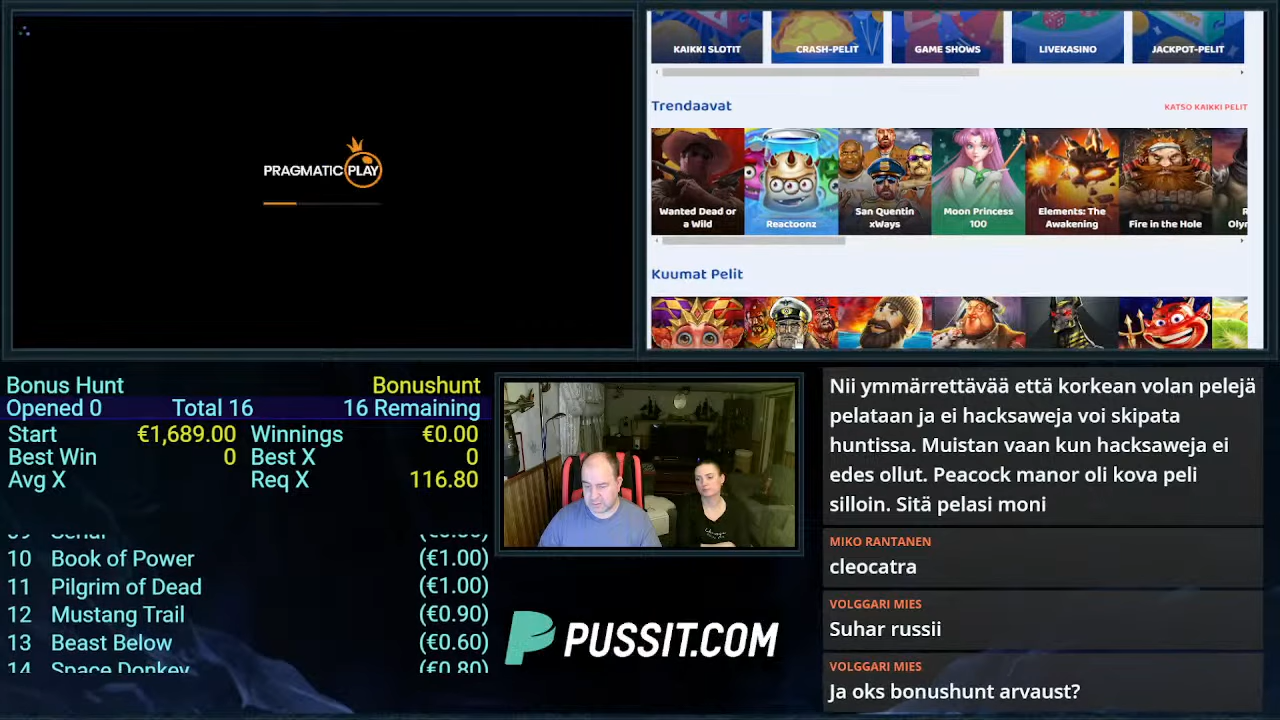 PRAGMATIC PLAY
KAIKKI SLOTIT
CRASH-PELIT
GAME SHOWS
LIVEKASINO
JACKPOT-PELIT
Trendaavat
KATSO KAIKKI PELIT
Wanted Dead or
a Wild
Reactoonz
San Quentin
xWays
Moon Princess
100
Elements: The
Awakening
Fire in the Hole
Kuumat Pelit
Bonus Hunt Bonushunt
Opened 0 Total 16 16 Remaining
Start €1,689.00 Winnings €0.00
Best Win 0 Best X 0
Avg X Req X 116.80
10 Book of Power (€1.00)
11 Pilgrim of Dead (€1.00)
12 Mustang Trail (€0.90)
13 Beast Below (€0.60)
14 Space Donkey (€0.80)
PUSSIT.COM
Nii ymmärrettävää että korkean volan pelejä
pelataan ja ei hacksaweja voi skipata
huntissa. Muistan vaan kun hacksaweja ei
edes ollut. Peacock manor oli kova peli
silloin. Sitä pelasi moni
MIKO RANTANEN
cleocatra
VOLGGARI MIES
Suhar russii
VOLGGARI MIES
Ja oks bonushunt arvaust?